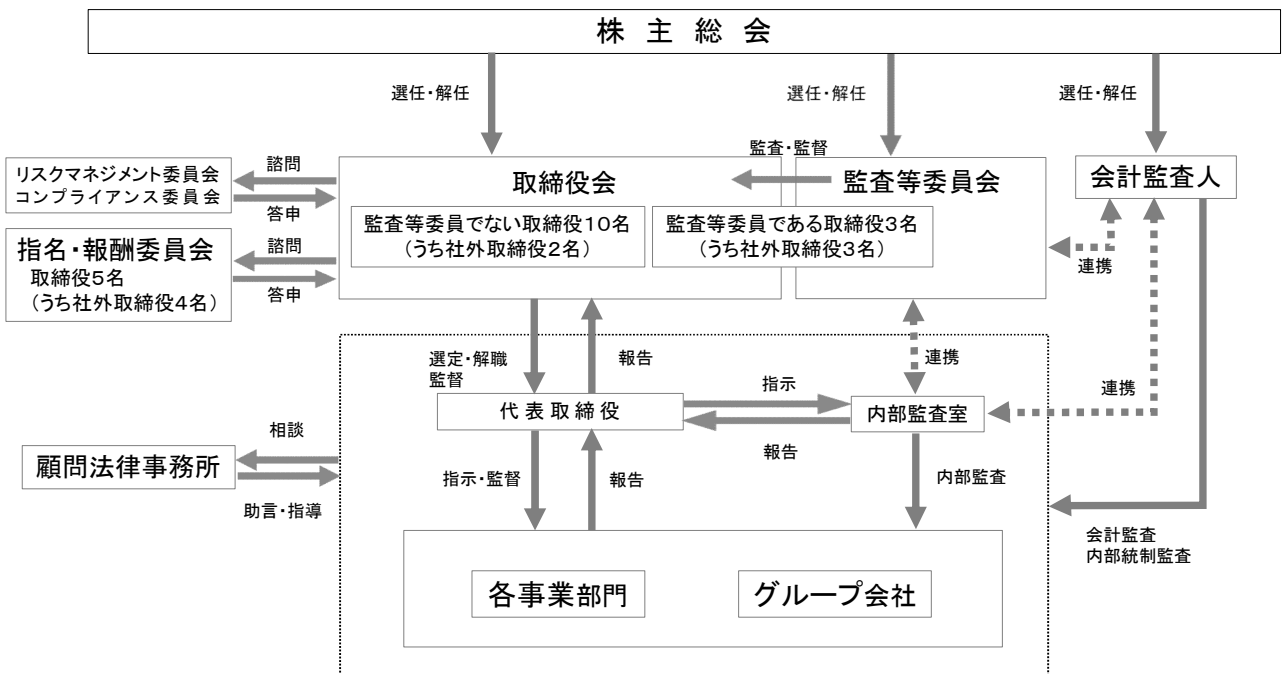 株主総会
選任・解任
選任・解任
選任・解任
リスクマネジメント委員会
コンプライアンス委員会
諮問
答申
取締役会
監査・監督
監査等委員会
会計監査人
監査等委員でない取締役10名
(うち社外取締役2名)
監査等委員である取締役3名
(うち社外取締役3名)
指名・報酬委員会
取締役5名
(うち社外取締役4名)
諮問
答申
連携
選定・解職
監督
報告
連携
連携
代表取締役
指示
報告
内部監査室
顧問法律事務所
相談
助言・指導
指示・監督
報告
内部監査
会計監査
内部統制監査
各事業部門
グループ会社